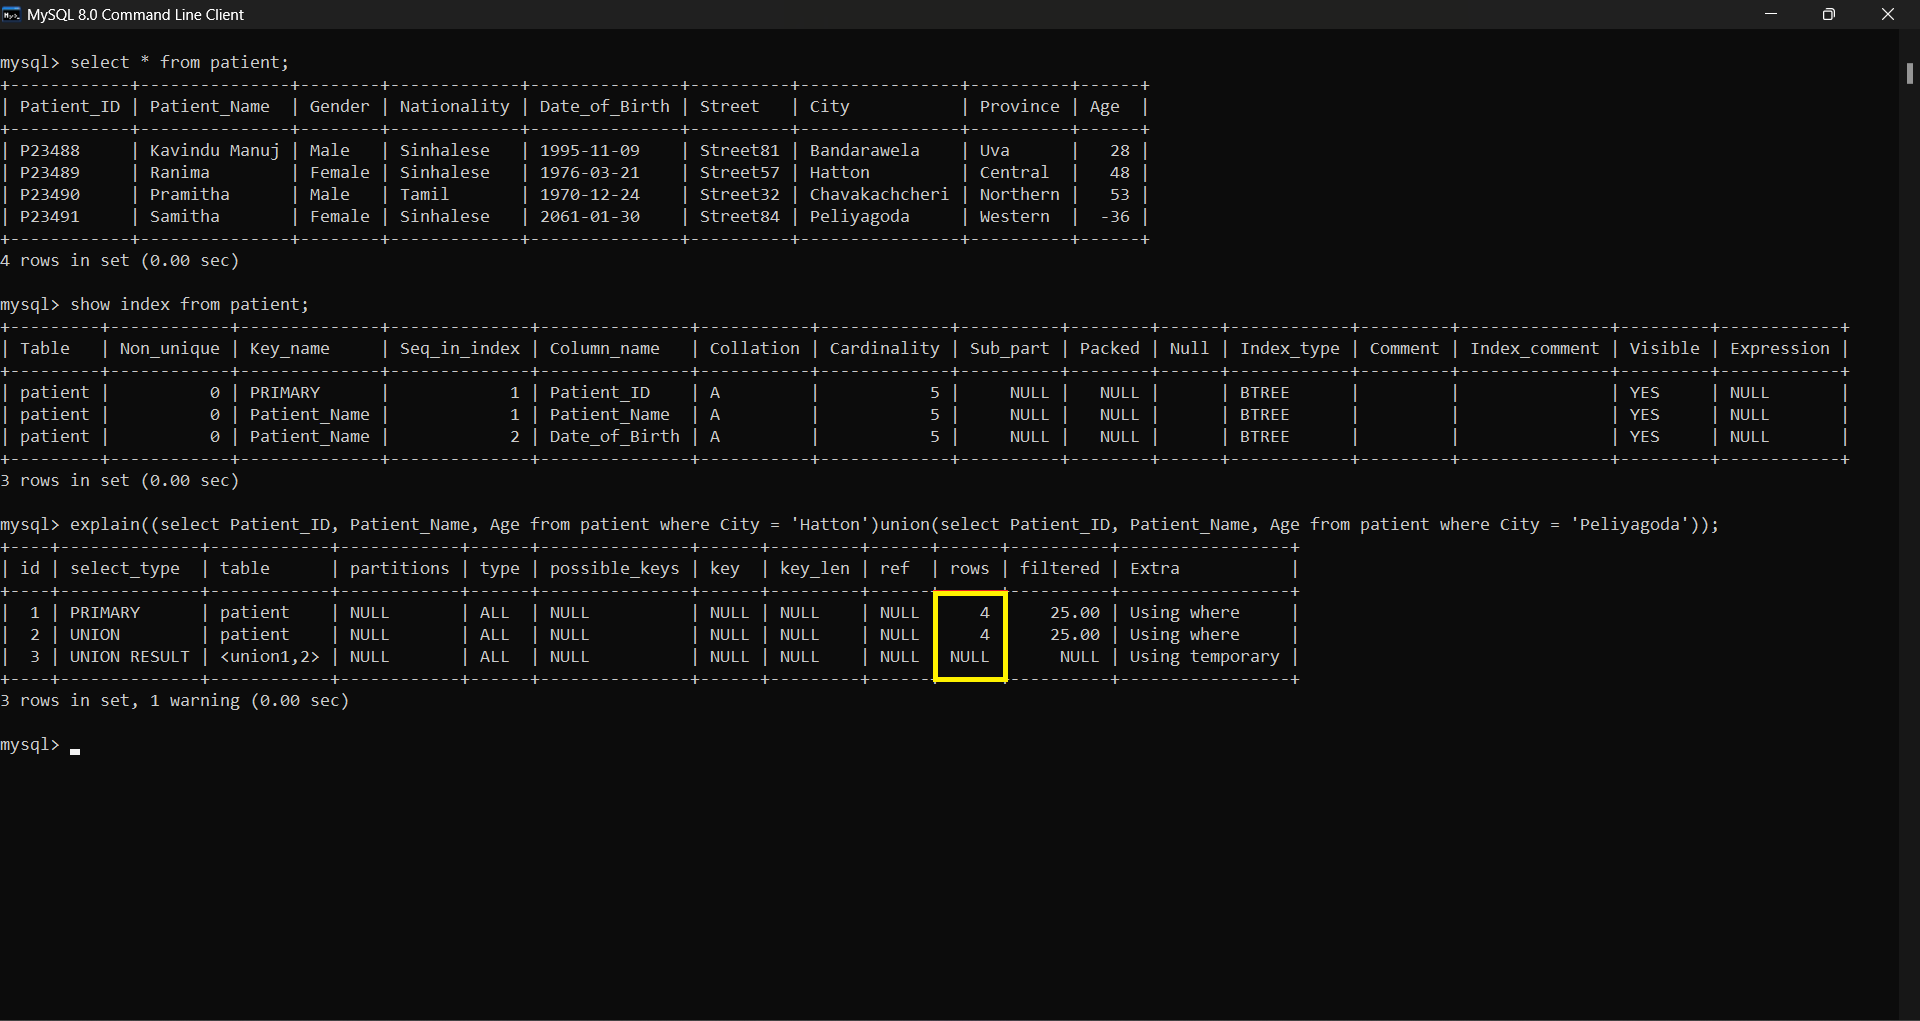 MySQL 8.0 Command Line Client
mysql> select * from patient;
+------------+---------------+--------+-------------+---------------+----------+----------------+----------+------+
| Patient_ID | Patient_Name  | Gender | Nationality | Date_of_Birth | Street   | City           | Province | Age  |
+------------+---------------+--------+-------------+---------------+----------+----------------+----------+------+
| P23488     | Kavindu Manuj | Male   | Sinhalese   | 1995-11-09    | Street81 | Bandarawela    | Uva      |   28 |
| P23489     | Ranima        | Female | Sinhalese   | 1976-03-21    | Street57 | Hatton         | Central  |   48 |
| P23490     | Pramitha      | Male   | Tamil       | 1970-12-24    | Street32 | Chavakachcheri | Northern |   53 |
| P23491     | Samitha       | Female | Sinhalese   | 2061-01-30    | Street84 | Peliyagoda     | Western  |  -36 |
+------------+---------------+--------+-------------+---------------+----------+----------------+----------+------+
4 rows in set (0.00 sec)
mysql> show index from patient;
+---------+------------+--------------+--------------+---------------+-----------+-------------+----------+--------+------+------------+---------+---------------+---------+------------+
| Table   | Non_unique | Key_name     | Seq_in_index | Column_name   | Collation | Cardinality | Sub_part | Packed | Null | Index_type | Comment | Index_comment | Visible | Expression |
+---------+------------+--------------+--------------+---------------+-----------+-------------+----------+--------+------+------------+---------+---------------+---------+------------+
| patient |          0 | PRIMARY      |            1 | Patient_ID    | A         |           5 |     NULL |   NULL |      | BTREE      |         |               | YES     | NULL       |
| patient |          0 | Patient_Name |            1 | Patient_Name  | A         |           5 |     NULL |   NULL |      | BTREE      |         |               | YES     | NULL       |
| patient |          0 | Patient_Name |            2 | Date_of_Birth | A         |           5 |     NULL |   NULL |      | BTREE      |         |               | YES     | NULL       |
+---------+------------+--------------+--------------+---------------+-----------+-------------+----------+--------+------+------------+---------+---------------+---------+------------+
3 rows in set (0.00 sec)
mysql> explain((select Patient_ID, Patient_Name, Age from patient where City = 'Hatton')union(select Patient_ID, Patient_Name, Age from patient where City = 'Peliyagoda'));
+----+--------------+------------+------------+------+---------------+------+---------+------+------+----------+-----------------+
| id | select_type  | table      | partitions | type | possible_keys | key  | key_len | ref  | rows | filtered | Extra           |
+----+--------------+------------+------------+------+---------------+------+---------+------+------+----------+-----------------+
|  1 | PRIMARY      | patient    | NULL       | ALL  | NULL          | NULL | NULL    | NULL |    4 |    25.00 | Using where     |
|  2 | UNION        | patient    | NULL       | ALL  | NULL          | NULL | NULL    | NULL |    4 |    25.00 | Using where     |
|  3 | UNION RESULT | <union1,2> | NULL       | ALL  | NULL          | NULL | NULL    | NULL | NULL |     NULL | Using temporary |
+----+--------------+------------+------------+------+---------------+------+---------+------+------+----------+-----------------+
3 rows in set, 1 warning (0.00 sec)
mysql> _